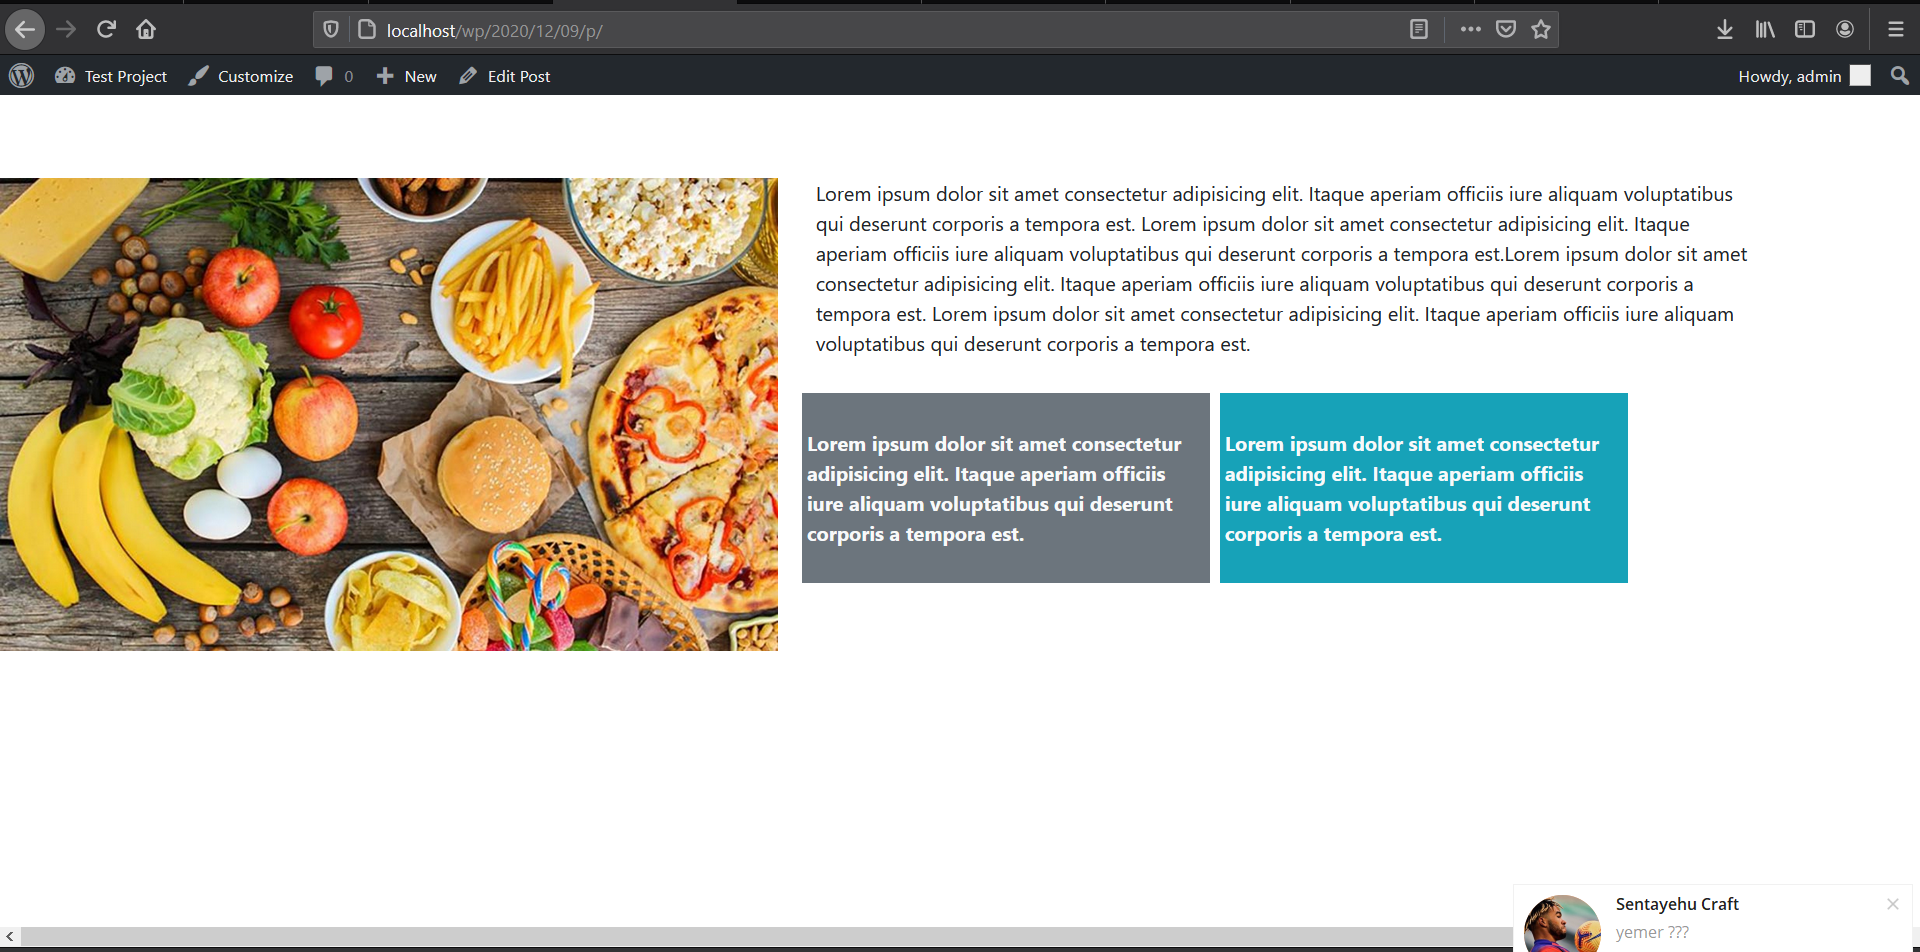 localhost/wp/2020/12/09/p/
Test Project Customize 0 New Edit Post Howdy, admin
Lorem ipsum dolor sit amet consectetur adipisicing elit. Itaque aperiam officiis iure aliquam voluptatibus
qui deserunt corporis a tempora est. Lorem ipsum dolor sit amet consectetur adipisicing elit. Itaque
aperiam officiis iure aliquam voluptatibus qui deserunt corporis a tempora est.Lorem ipsum dolor sit amet
consectetur adipisicing elit. Itaque aperiam officiis iure aliquam voluptatibus qui deserunt corporis a
tempora est. Lorem ipsum dolor sit amet consectetur adipisicing elit. Itaque aperiam officiis iure aliquam
voluptatibus qui deserunt corporis a tempora est.
Lorem ipsum dolor sit amet consectetur
adipisicing elit. Itaque aperiam officiis
iure aliquam voluptatibus qui deserunt
corporis a tempora est.
Lorem ipsum dolor sit amet consectetur
adipisicing elit. Itaque aperiam officiis
iure aliquam voluptatibus qui deserunt
corporis a tempora est.
Sentayehu Craft
yemer ???